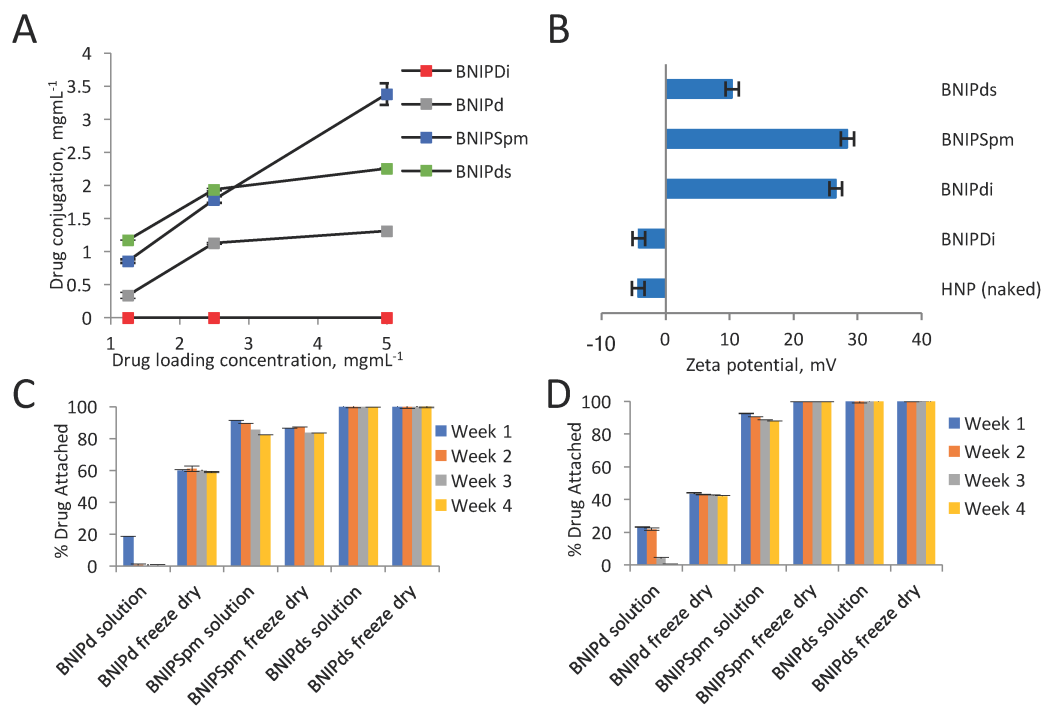 A
4
3.5
3
2.5
2
1.5
1
0.5
0
Drug conjugation, mgmL-1
1 2 3 4 5
Drug loading concentration, mgmL-1
BNIPDi
BNIPd
BNIPSpm
BNIPds
B
BNIPds
BNIPSpm
BNIPdi
BNIPDi
HNP (naked)
-10 0 10 20 30 40
Zeta potential, mV
C
100
80
60
40
20
0
% Drug Attached
BNIPd solution
BNIPd freeze dry
BNIPSpm solution
BNIPSpm freeze dry
BNIPds solution
BNIPds freeze dry
Week 1
Week 2
Week 3
Week 4
D
100
80
60
40
20
0
% Drug Attached
BNIPd solution
BNIPd freeze dry
BNIPSpm solution
BNIPSpm freeze dry
BNIPds solution
BNIPds freeze dry
Week 1
Week 2
Week 3
Week 4